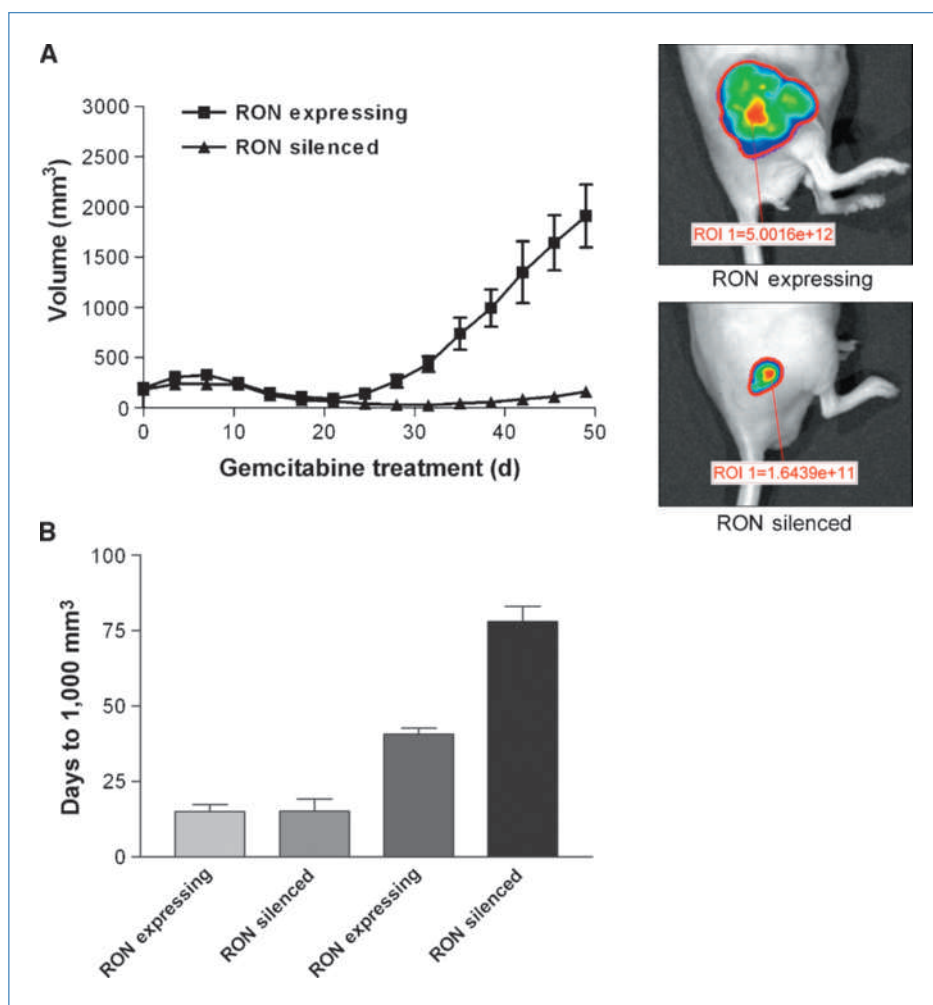 A
3000
2500
2000
1500
1000
500
0
Volume (mm³)
RON expressing
RON silenced
0 10 20 30 40 50
Gemcitabine treatment (d)
ROI 1=5.0016e+12
RON expressing
ROI 1=1.6439e+11
RON silenced
B
100
75
50
25
0
Days to 1,000 mm³
RON expressing
RON silenced
RON expressing
RON silenced